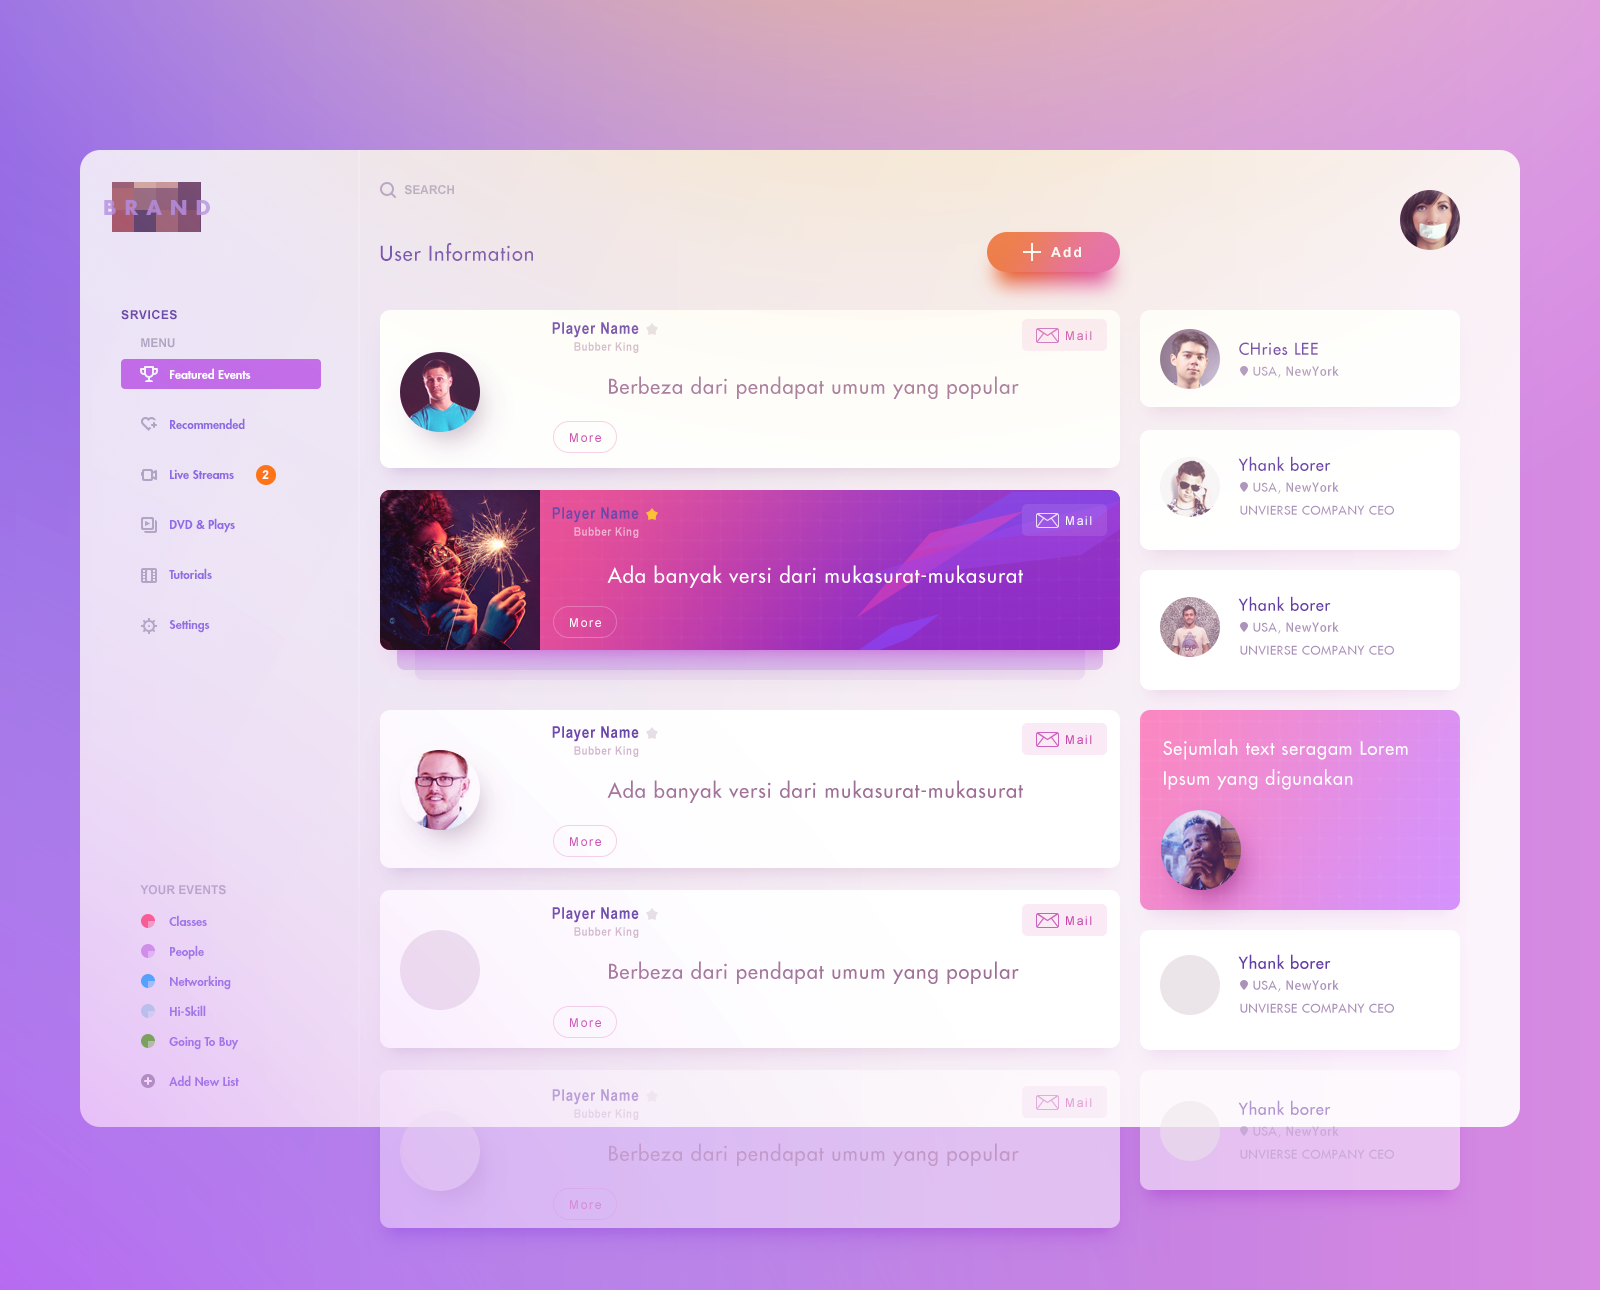 BRAND
SEARCH
User Information
Add
SRVICES
MENU
Featured Events
Recommended
Live Streams 2
DVD & Plays
Tutorials
Settings
YOUR EVENTS
Classes
People
Networking
Hi-Skill
Going To Buy
Add New List
Player Name
Bubber King
Mail
Berbeza dari pendapat umum yang popular
More
Player Name
Bubber King
Mail
Ada banyak versi dari mukasurat-mukasurat
More
Player Name
Bubber King
Mail
Ada banyak versi dari mukasurat-mukasurat
More
Player Name
Bubber King
Mail
Berbeza dari pendapat umum yang popular
More
Player Name
Bubber King
Mail
Berbeza dari pendapat umum yang popular
More
CHries LEE
USA, NewYork
Yhank borer
USA, NewYork
UNVIERSE COMPANY CEO
Yhank borer
USA, NewYork
UNVIERSE COMPANY CEO
Sejumlah text seragam Lorem
Ipsum yang digunakan
Yhank borer
USA, NewYork
UNVIERSE COMPANY CEO
Yhank borer
USA, NewYork
UNVIERSE COMPANY CEO